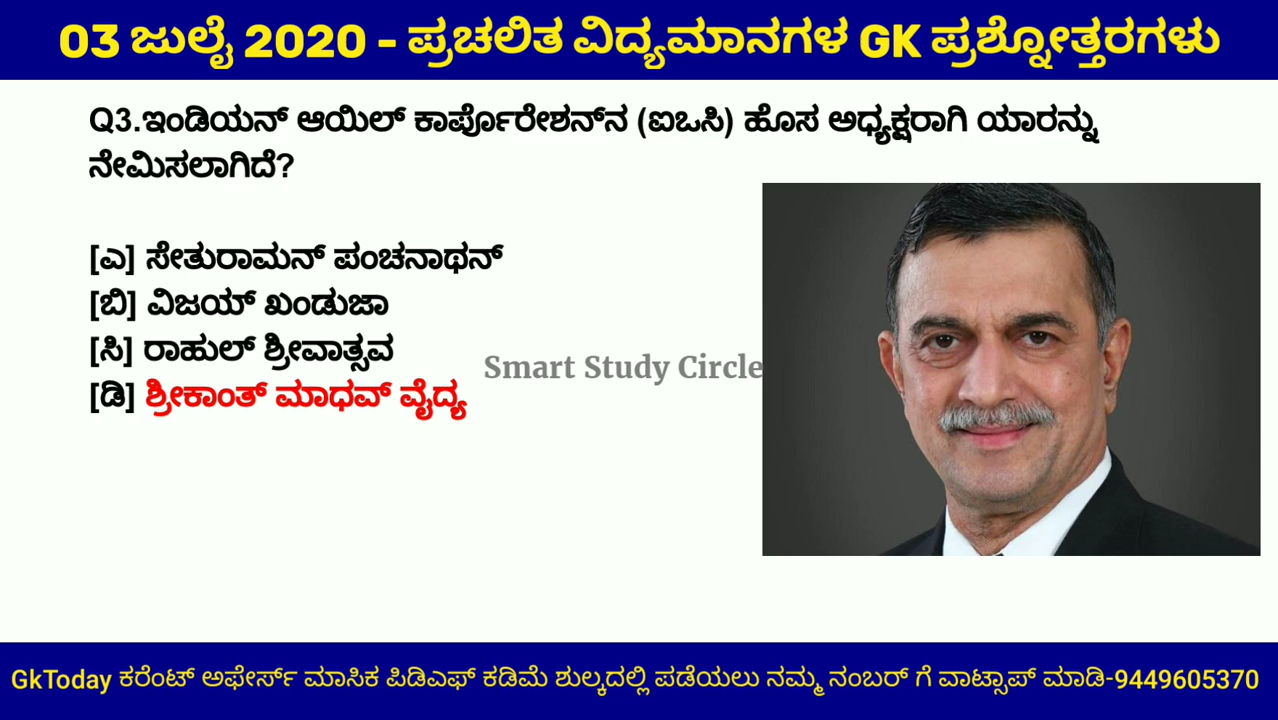 03 ಜುಲೈ 2020 - ಪ್ರಚಲಿತ ವಿದ್ಯಮಾನಗಳ GK ಪ್ರಶ್ನೋತ್ತರಗಳು
Q3.ಇಂಡಿಯನ್ ಆಯಿಲ್ ಕಾರ್ಪೊರೇಶನ್‌ನ (ಐಒಸಿ) ಹೊಸ ಅಧ್ಯಕ್ಷರಾಗಿ ಯಾರನ್ನು
ನೇಮಿಸಲಾಗಿದೆ?
[ಎ] ಸೇತುರಾಮನ್ ಪಂಚನಾಥನ್
[ಬಿ] ವಿಜಯ್ ಖಂಡುಜಾ
[ಸಿ] ರಾಹುಲ್ ಶ್ರೀವಾತ್ಸವ
Smart Study Circle
[ಡಿ] ಶ್ರೀಕಾಂತ್ ಮಾಧವ್ ವೈದ್ಯ
GkToday ಕರೆಂಟ್ ಅಫೇರ್ಸ್ ಮಾಸಿಕ ಪಿಡಿಎಫ್ ಕಡಿಮೆ ಶುಲ್ಕದಲ್ಲಿ ಪಡೆಯಲು ನಮ್ಮ ನಂಬರ್ ಗೆ ವಾಟ್ಸಾಪ್ ಮಾಡಿ-9449605370